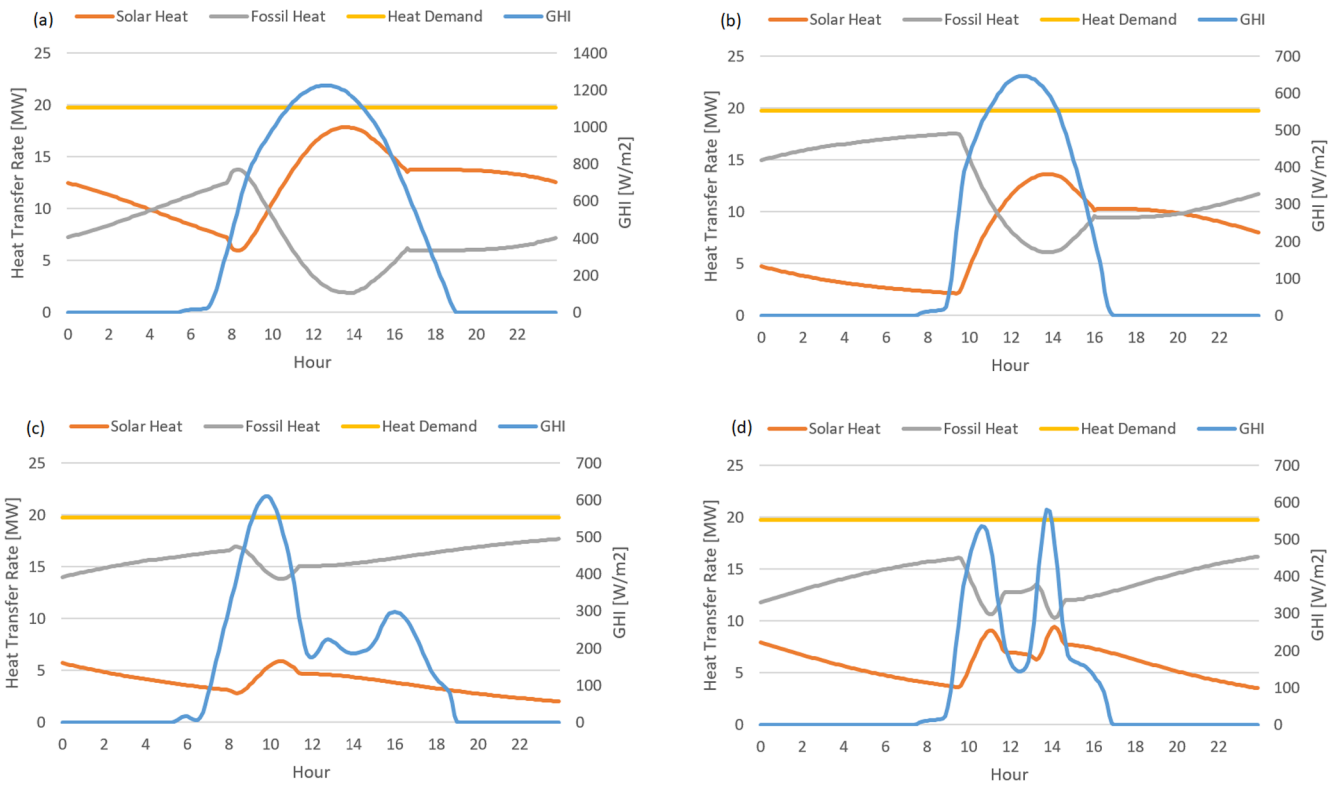 (a) Solar Heat Fossil Heat Heat Demand GHI
25 1400
20 1200
15 1000
10 800
5 600
0 400
200
0
Heat Transfer Rate [MW]
GHI [W/m2]
0 2 4 6 8 10 12 14 16 18 20 22
Hour
(b) Solar Heat Fossil Heat Heat Demand GHI
25 700
20 600
15 500
10 400
5 300
0 200
100
0
Heat Transfer Rate [MW]
GHI [W/m2]
0 2 4 6 8 10 12 14 16 18 20 22
Hour
(c) Solar Heat Fossil Heat Heat Demand GHI
25 700
20 600
15 500
10 400
5 300
0 200
100
0
Heat Transfer Rate [MW]
GHI [W/m2]
0 2 4 6 8 10 12 14 16 18 20 22
Hour
(d) Solar Heat Fossil Heat Heat Demand GHI
25 700
20 600
15 500
10 400
5 300
0 200
100
0
Heat Transfer Rate [MW]
GHI [W/m2]
0 2 4 6 8 10 12 14 16 18 20 22
Hour